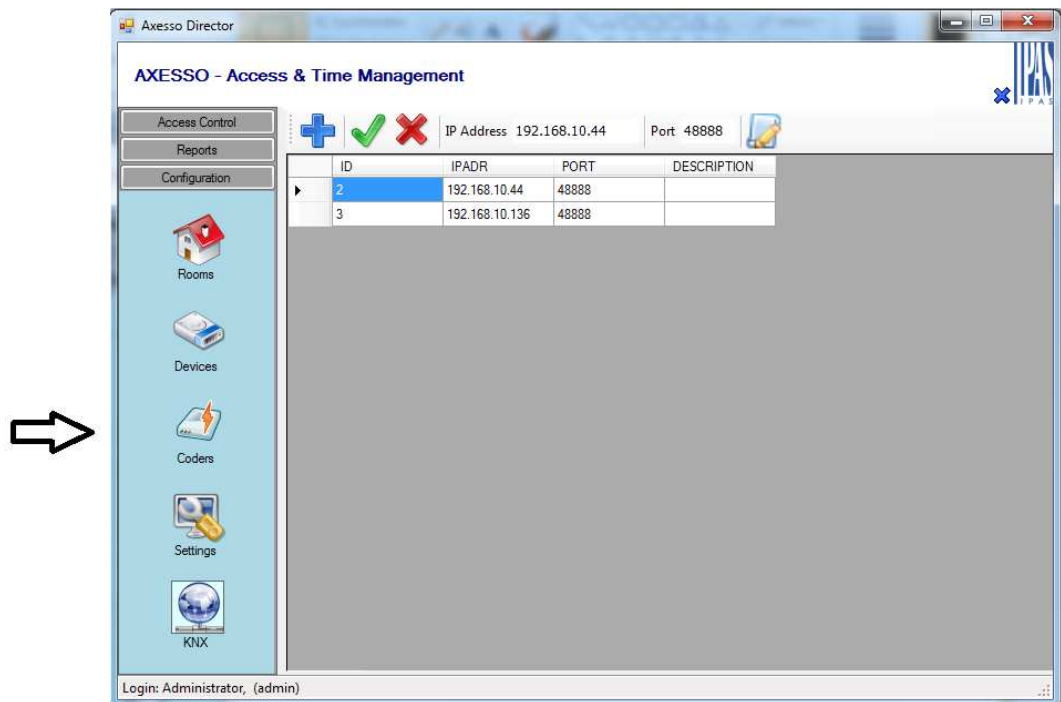 Axesso Director
AXESSO - Access & Time Management
IPAS
IPAS
Access Control
Reports
Configuration
IP Address 192.168.10.44 Port 48888
ID IPADR PORT DESCRIPTION
2 192.168.10.44 48888
3 192.168.10.136 48888
Rooms
Devices
Coders
Settings
KNX
Login: Administrator, (admin)